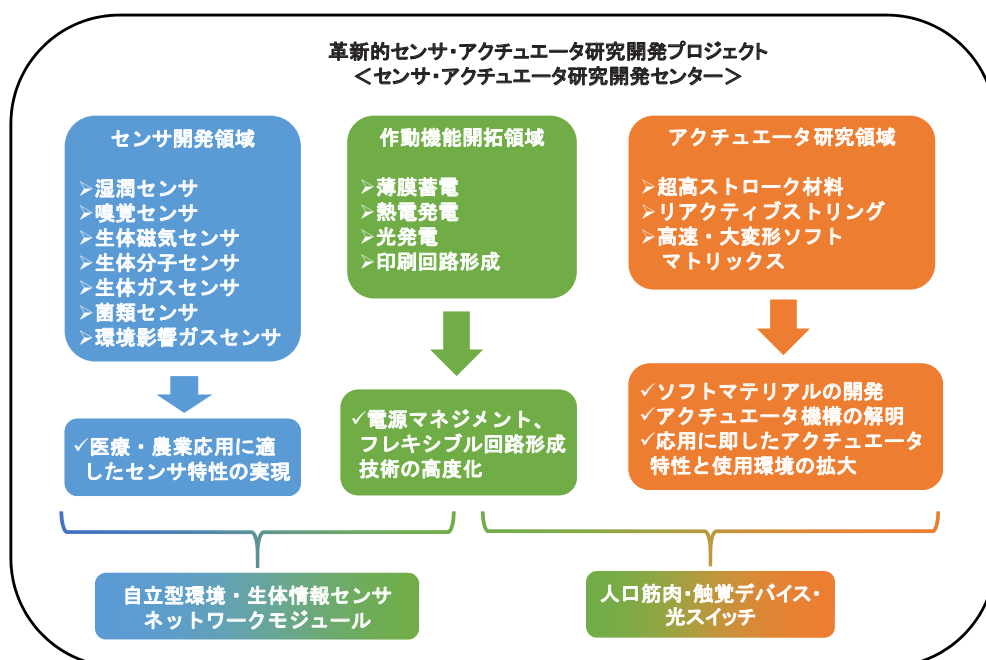 革新的センサ・アクチュエータ研究開発プロジェクト
＜センサ・アクチュエータ研究開発センター＞
センサ開発領域
➢湿潤センサ
➢嗅覚センサ
➢生体磁気センサ
➢生体分子センサ
➢生体ガスセンサ
➢菌類センサ
➢環境影響ガスセンサ
✓医療・農業応用に適
したセンサ特性の実現
作動機能開拓領域
➢薄膜蓄電
➢熱電発電
➢光発電
➢印刷回路形成
✓電源マネジメント、
フレキシブル回路形成
技術の高度化
アクチュエータ研究領域
➢超高ストローク材料
➢リアクティブストリング
➢高速・大変形ソフト
マトリックス
✓ソフトマテリアルの開発
✓アクチュエータ機構の解明
✓応用に即したアクチュエータ
特性と使用環境の拡大
自立型環境・生体情報センサ
ネットワークモジュール
人口筋肉・触覚デバイス・
光スイッチ